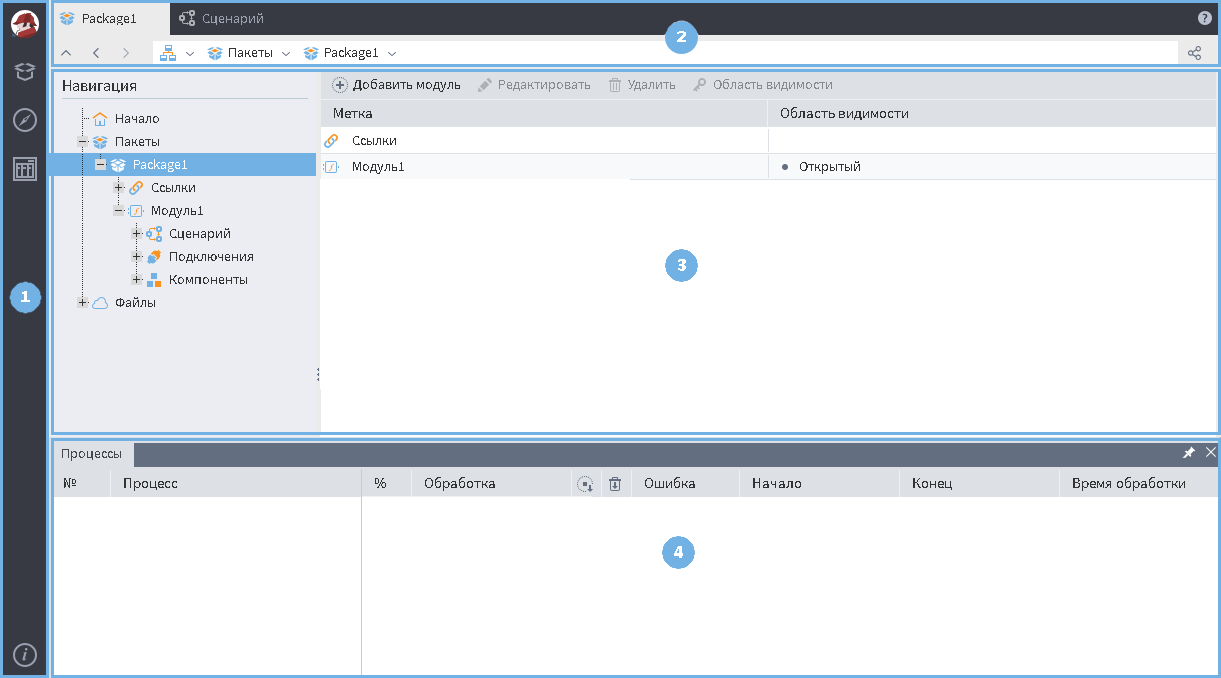 Package1 Сценарий
Пакеты Package1
2
Навигация
Начало
Пакеты
Package1
Ссылки
Модуль1
Сценарий
Подключения
Компоненты
Файлы
Добавить модуль Редактировать Удалить Область видимости
Метка Область видимости
Ссылки
Модуль1 Открытый
3
1
Процессы
№ Процесс % Обработка Ошибка Начало Конец Время обработки
4